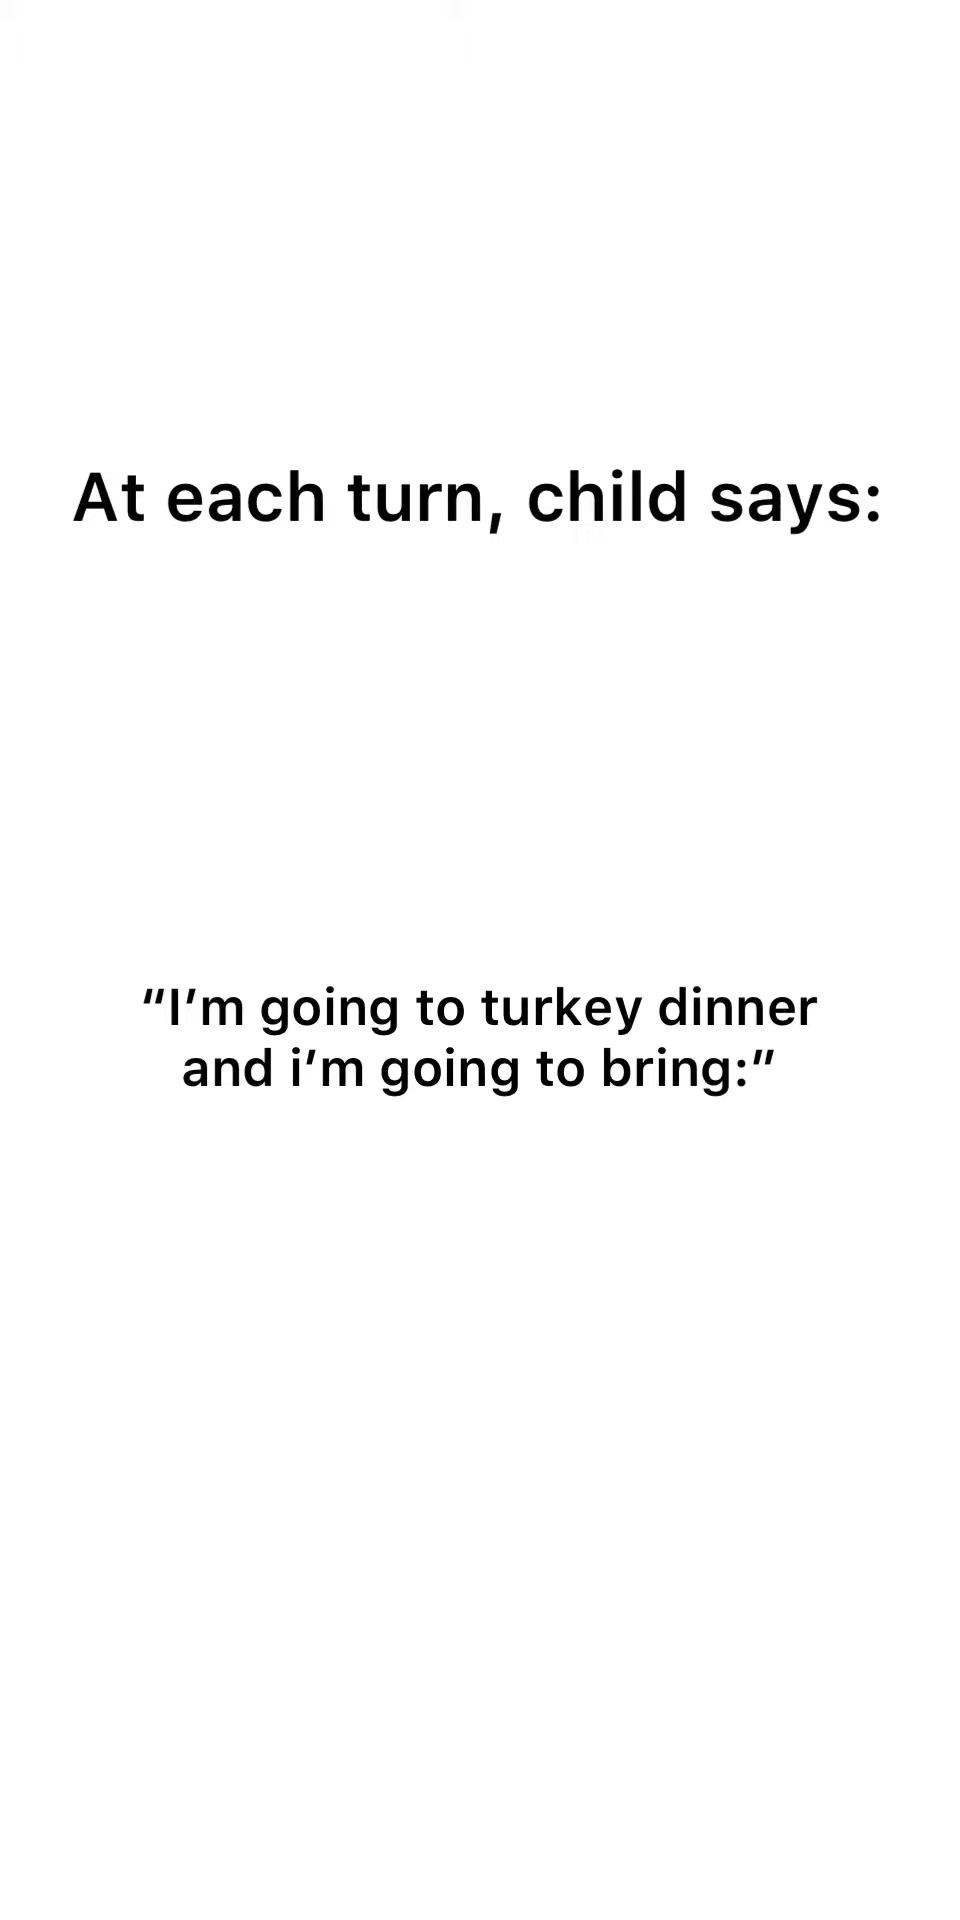 At each turn, child says:
“I’m going to turkey dinner
and i’m going to bring:”